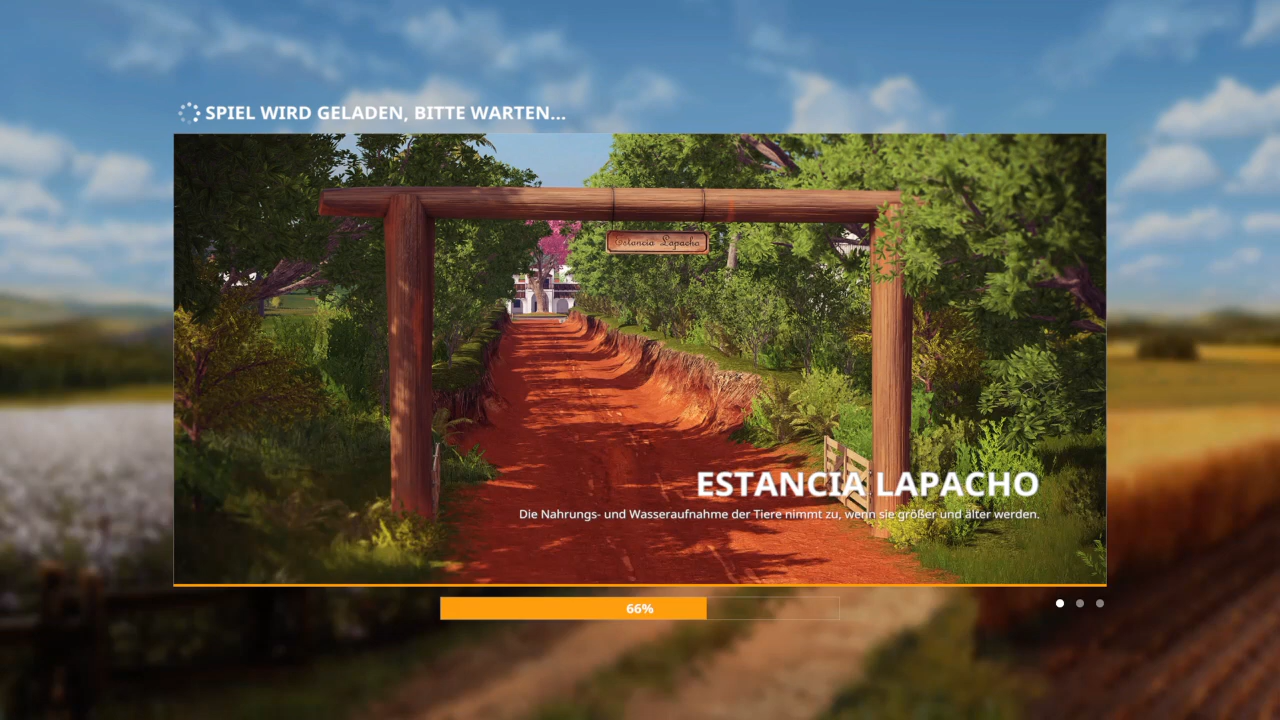 SPIEL WIRD GELADEN, BITTE WARTEN...
Estancia Lapacho
ESTANCIA LAPACHO
Die Nahrungs- und Wasseraufnahme der Tiere nimmt zu, wenn sie größer und älter werden.
66%